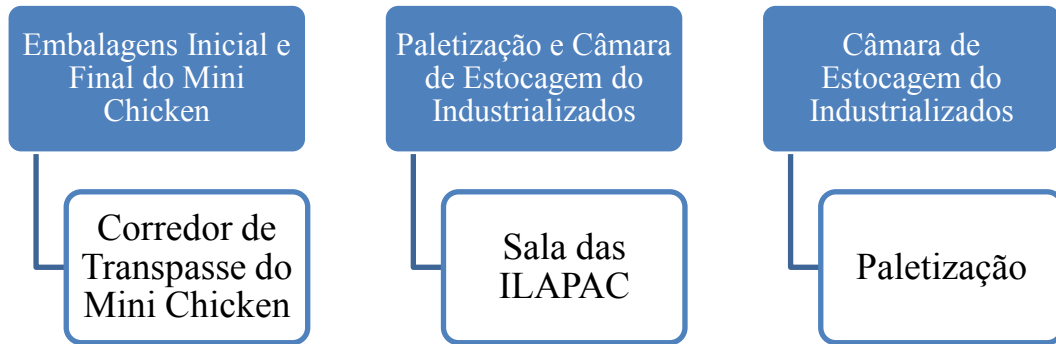 Embalagens Inicial e
Final do Mini
Chicken
Corredor de
Transpasse do
Mini Chicken
Paletização e Câmara
de Estocagem do
Industrializados
Sala das
ILAPAC
Câmara de
Estocagem do
Industrializados
Paletização